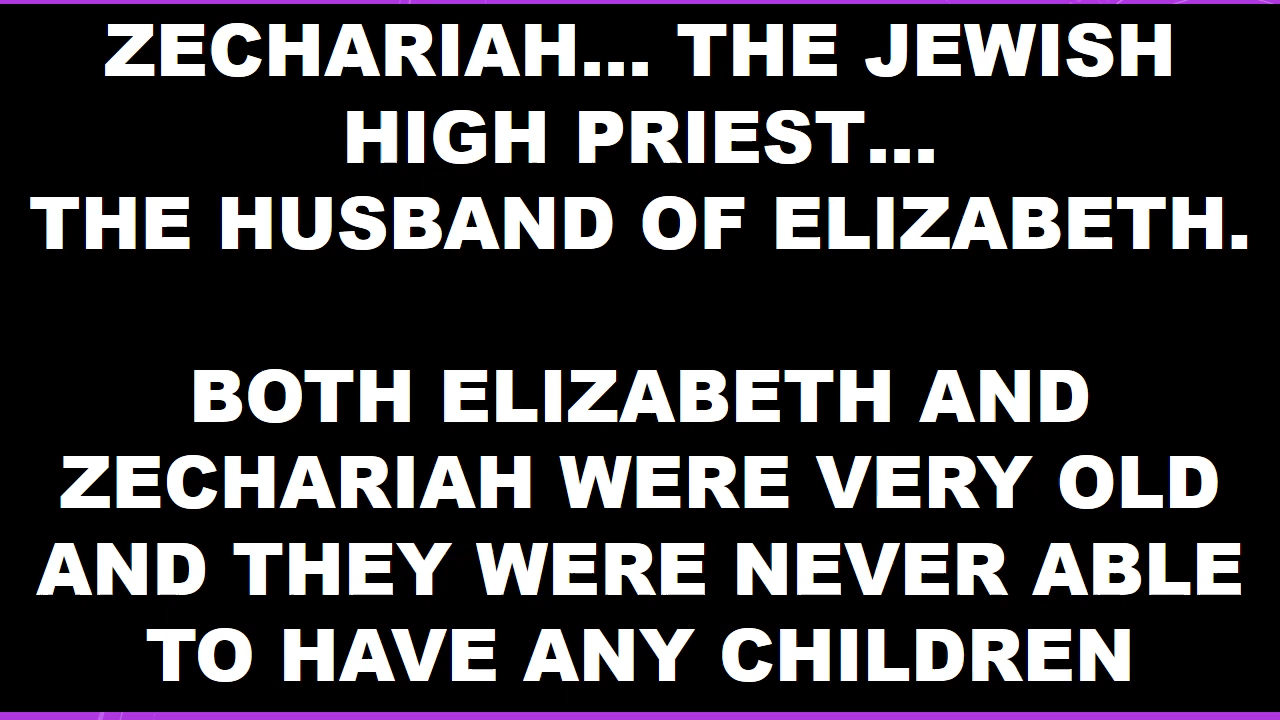 ZECHARIAH... THE JEWISH
HIGH PRIEST...
THE HUSBAND OF ELIZABETH.
BOTH ELIZABETH AND
ZECHARIAH WERE VERY OLD
AND THEY WERE NEVER ABLE
TO HAVE ANY CHILDREN